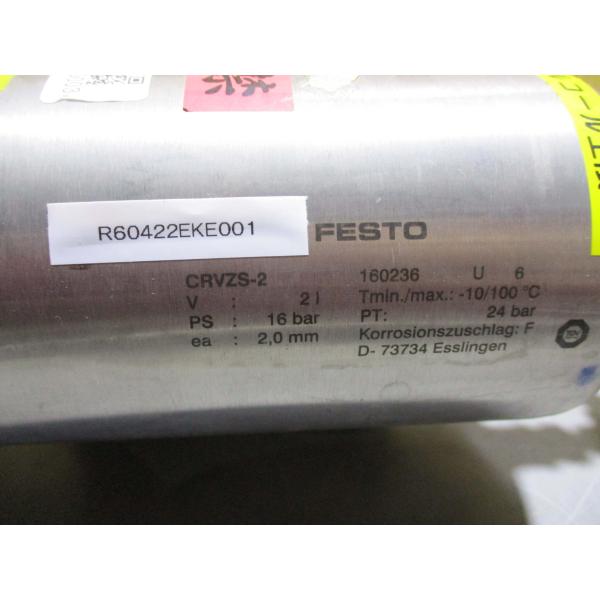 R60422EKE001
FESTO
CRVZS-2
V : 2 l
PS : 16 bar
ea : 2,0 mm
160236 U 6
Tmin./max.: -10/100 °C
PT: 24 bar
Korrosionszuschlag: F
D- 73734 Esslingen